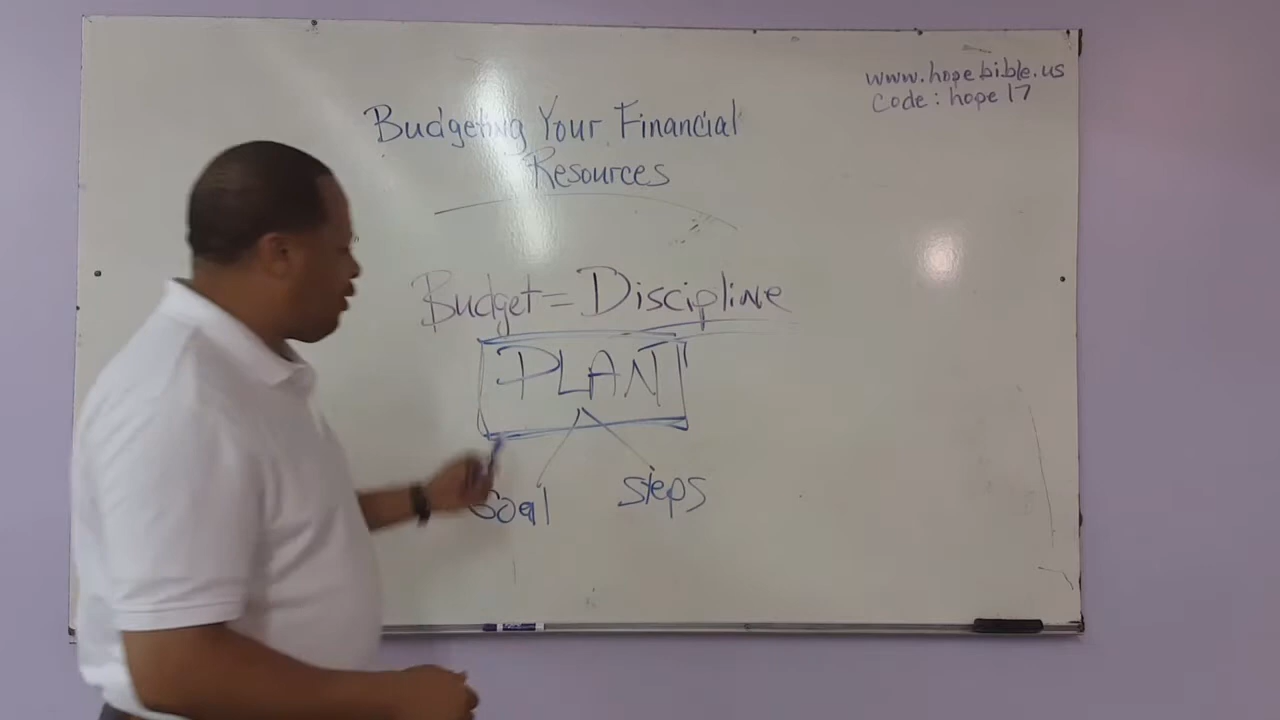 www.hopebible.us
Code: hope 17
Budgeting Your Financial
Resources
Budget = Discipline
PLAN
Goal
steps